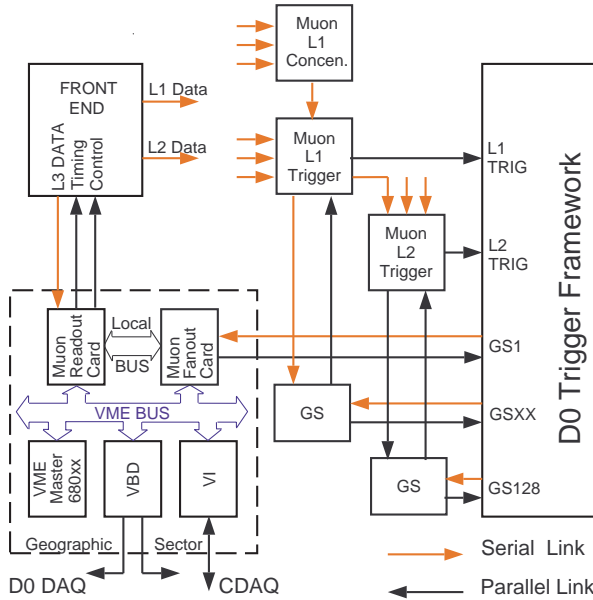 Muon
L1
Concen.
FRONT
END
L1 Data
L2 Data
L3 DATA
Timing
Control
Muon
L1
Trigger
L1
TRIG
Muon
L2
Trigger
L2
TRIG
D0 Trigger Framework
Muon
Readout
Card
Local
BUS
Muon
Fanout
Card
GS1
VME BUS
GS
GSXX
VME
Master
680xx
VBD
VI
GS
GS128
Geographic Sector
D0 DAQ
CDAQ
Serial Link
Parallel Link